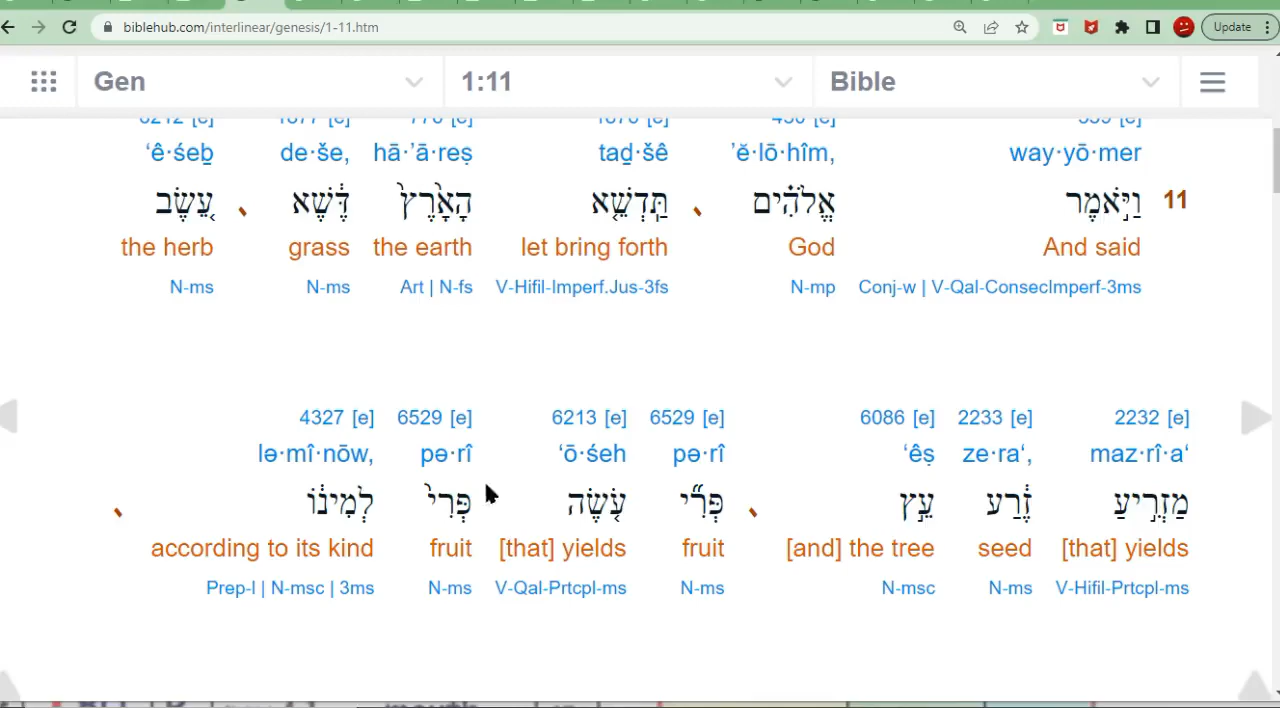 biblehub.com/interlinear/genesis/1-11.htm Update
Gen 1:11 Bible
‘ê·śeḇ de·še, hā·’ā·reṣ taḏ·šê ’ĕ·lō·hîm, way·yō·mer
11 וַיֹּ֣אמֶר אֱלֹהִ֗ים ، תַּֽדְשֵׁ֤א הָאָ֙רֶץ֙ דֶּ֔שֶׁא ، עֵ֚שֶׂב
the herb grass the earth let bring forth God And said
N-ms N-ms Art | N-fs V-Hifil-Imperf.Jus-3fs N-mp Conj-w | V-Qal-ConsecImperf-3ms
4327 [e] 6529 [e] 6213 [e] 6529 [e] 6086 [e] 2233 [e] 2232 [e]
lə·mî·nōw, pə·rî ‘ō·śeh pə·rî ‘êṣ ze·ra‘, maz·rî·a‘
מַזְרִ֣יעַ זֶ֔רַע עֵ֣ץ ، פְּרִ֞י עֹ֤שֶׂה פְּרִי֙ לְמִינ֔וֹ ،
according to its kind fruit [that] yields fruit [and] the tree seed [that] yields
Prep-l | N-msc | 3ms N-ms V-Qal-Prtcpl-ms N-ms N-msc N-ms V-Hifil-Prtcpl-ms